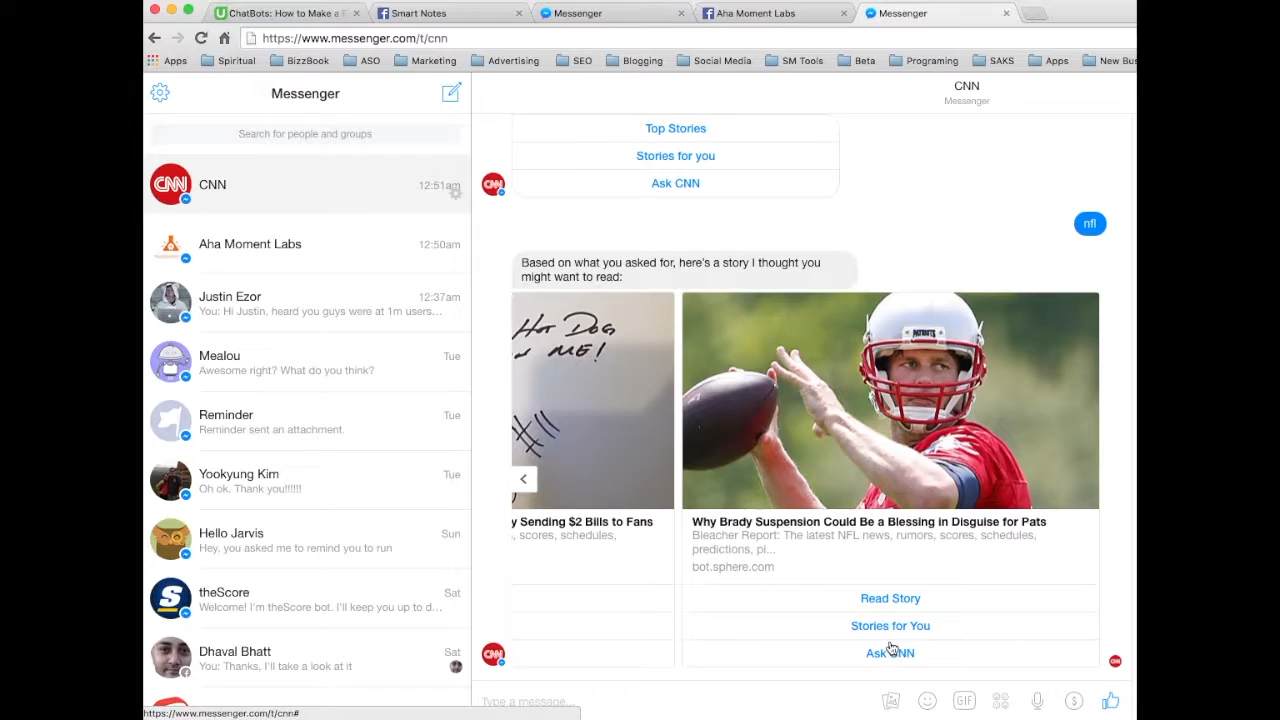 ChatBots: How to Make a F
Smart Notes
Messenger
Aha Moment Labs
Messenger
https://www.messenger.com/t/cnn
Apps
Spiritual
BizzBook
ASO
Marketing
Advertising
SEO
Blogging
Social Media
SM Tools
Beta
Programing
SAKS
Apps
New Bus
Messenger
CNN
Messenger
Search for people and groups
CNN
12:51am
Aha Moment Labs
12:50am
Justin Ezor
12:37am
You: Hi Justin, heard you guys were at 1m users…
Mealou
Tue
Awesome right? What do you think?
Reminder
Tue
Reminder sent an attachment.
Yookyung Kim
Tue
Oh ok. Thank you!!!!!!
Hello Jarvis
Sun
Hey, you asked me to remind you to run
theScore
Sat
Welcome! I'm theScore bot. I'll keep you up to d…
Dhaval Bhatt
Sat
You: Thanks, I'll take a look at it
https://www.messenger.com/t/cnn#
Top Stories
Stories for you
Ask CNN
nfl
Based on what you asked for, here's a story I thought you
might want to read:
Hot Dogs
ME!
PATRIOTS
y Sending $2 Bills to Fans
, scores, schedules,
Why Brady Suspension Could Be a Blessing in Disguise for Pats
Bleacher Report: The latest NFL news, rumors, scores, schedules,
predictions, pi...
bot.sphere.com
Read Story
Stories for You
Ask CNN
Type a message...
GIF